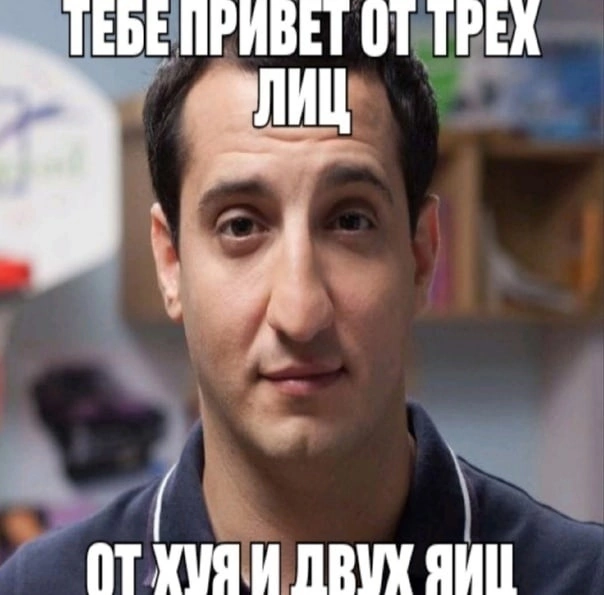 ТЕБЕ ПРИВЕТ ОТ ТРЕХ
ЛИЦ
ОТ ХУЯ И ДВУХ ЯИЦ